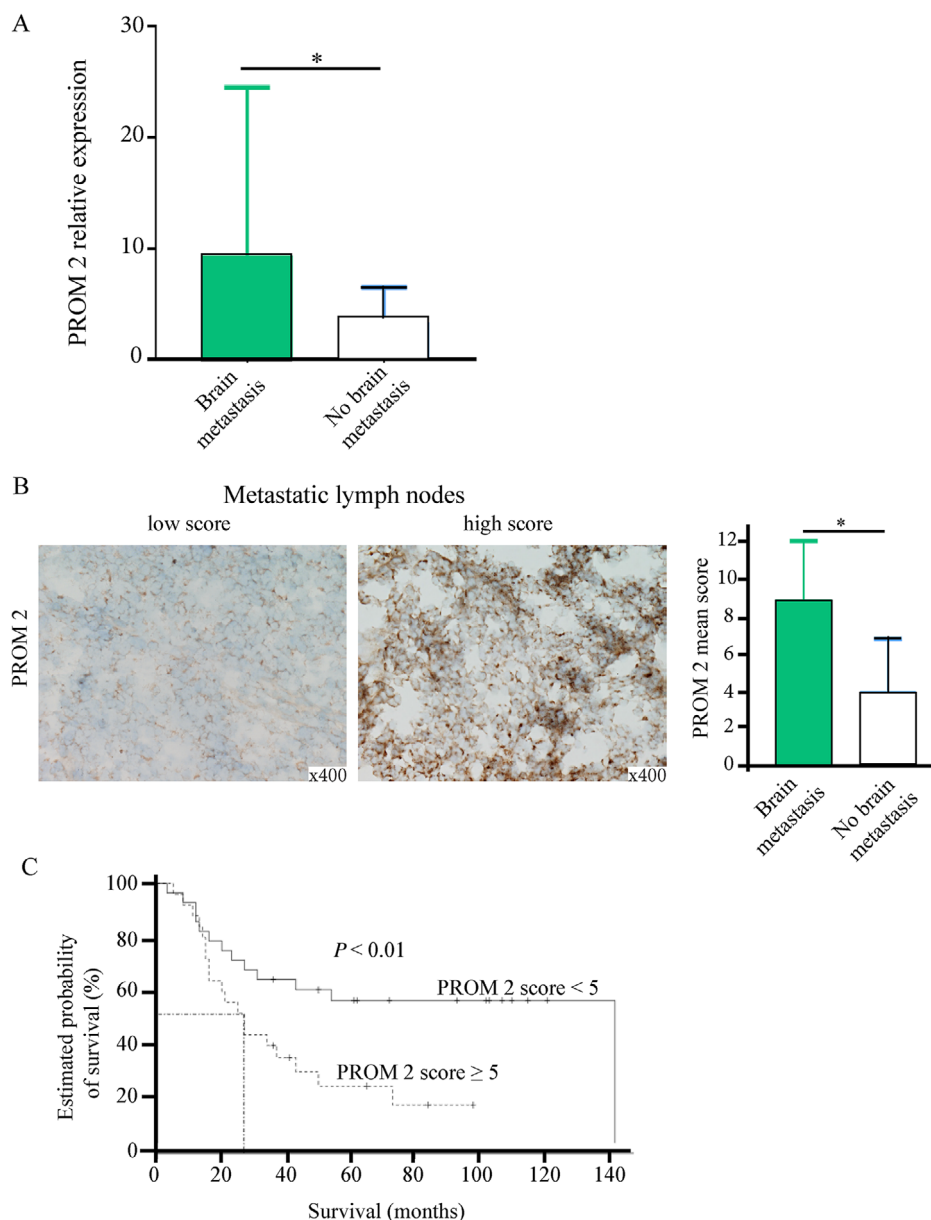 A
30
20
10
0
PROM 2 relative expression
*
Brain
metastasis
No brain
metastasis
B
Metastatic lymph nodes
low score
high score
PROM 2
x400
x400
PROM 2 mean score
12
10
8
6
4
2
0
*
Brain
metastasis
No brain
metastasis
C
100
80
60
40
20
0
Estimated probability
of survival (%)
P < 0.01
PROM 2 score < 5
PROM 2 score ≥ 5
0 20 40 60 80 100 120 140
Survival (months)